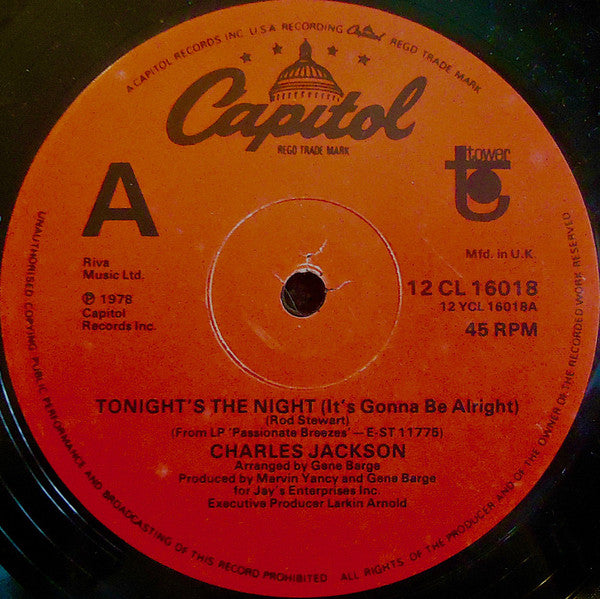 A CAPITOL RECORDS INC. U.S.A. RECORDING Capitol REGD TRADE MARK
Capitol
REGD TRADE MARK
tower
t
A
Riva
Music Ltd.
Mfd. in U.K.
℗ 1978
Capitol
Records Inc.
12 CL 16018
12 YCL 16018A
45 RPM
TONIGHT'S THE NIGHT (It's Gonna Be Alright)
(Rod Stewart)
(From LP 'Passionate Breezes' — E-ST 11775)
CHARLES JACKSON
Arranged by Gene Barge
Produced by Marvin Yancy and Gene Barge
for Jay's Enterprises Inc
Executive Producer Larkin Arnold
UNAUTHORISED COPYING PUBLIC PERFORMANCE AND BROADCASTING OF THIS RECORD PROHIBITED ALL RIGHTS OF THE PRODUCER AND OF THE OWNER OF THE RECORDED WORK RESERVED